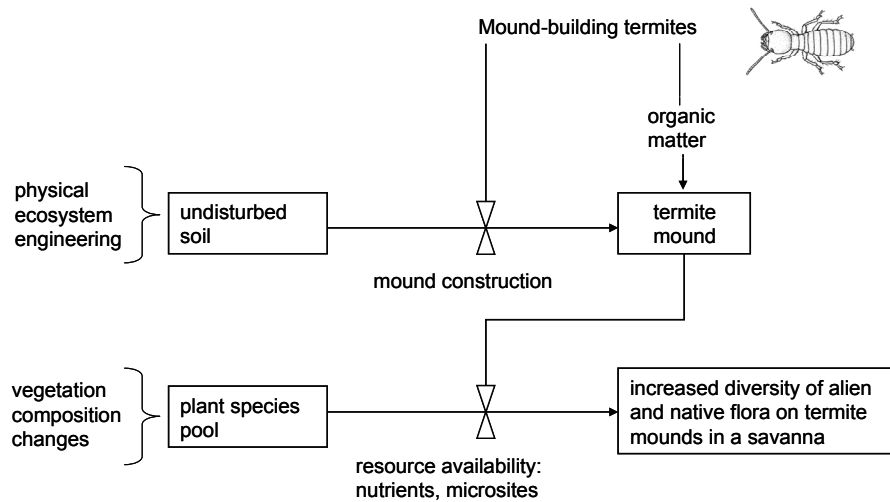 Mound-building termites
organic
matter
physical
ecosystem
engineering
undisturbed
soil
termite
mound
mound construction
vegetation
composition
changes
plant species
pool
increased diversity of alien
and native flora on termite
mounds in a savanna
resource availability:
nutrients, microsites